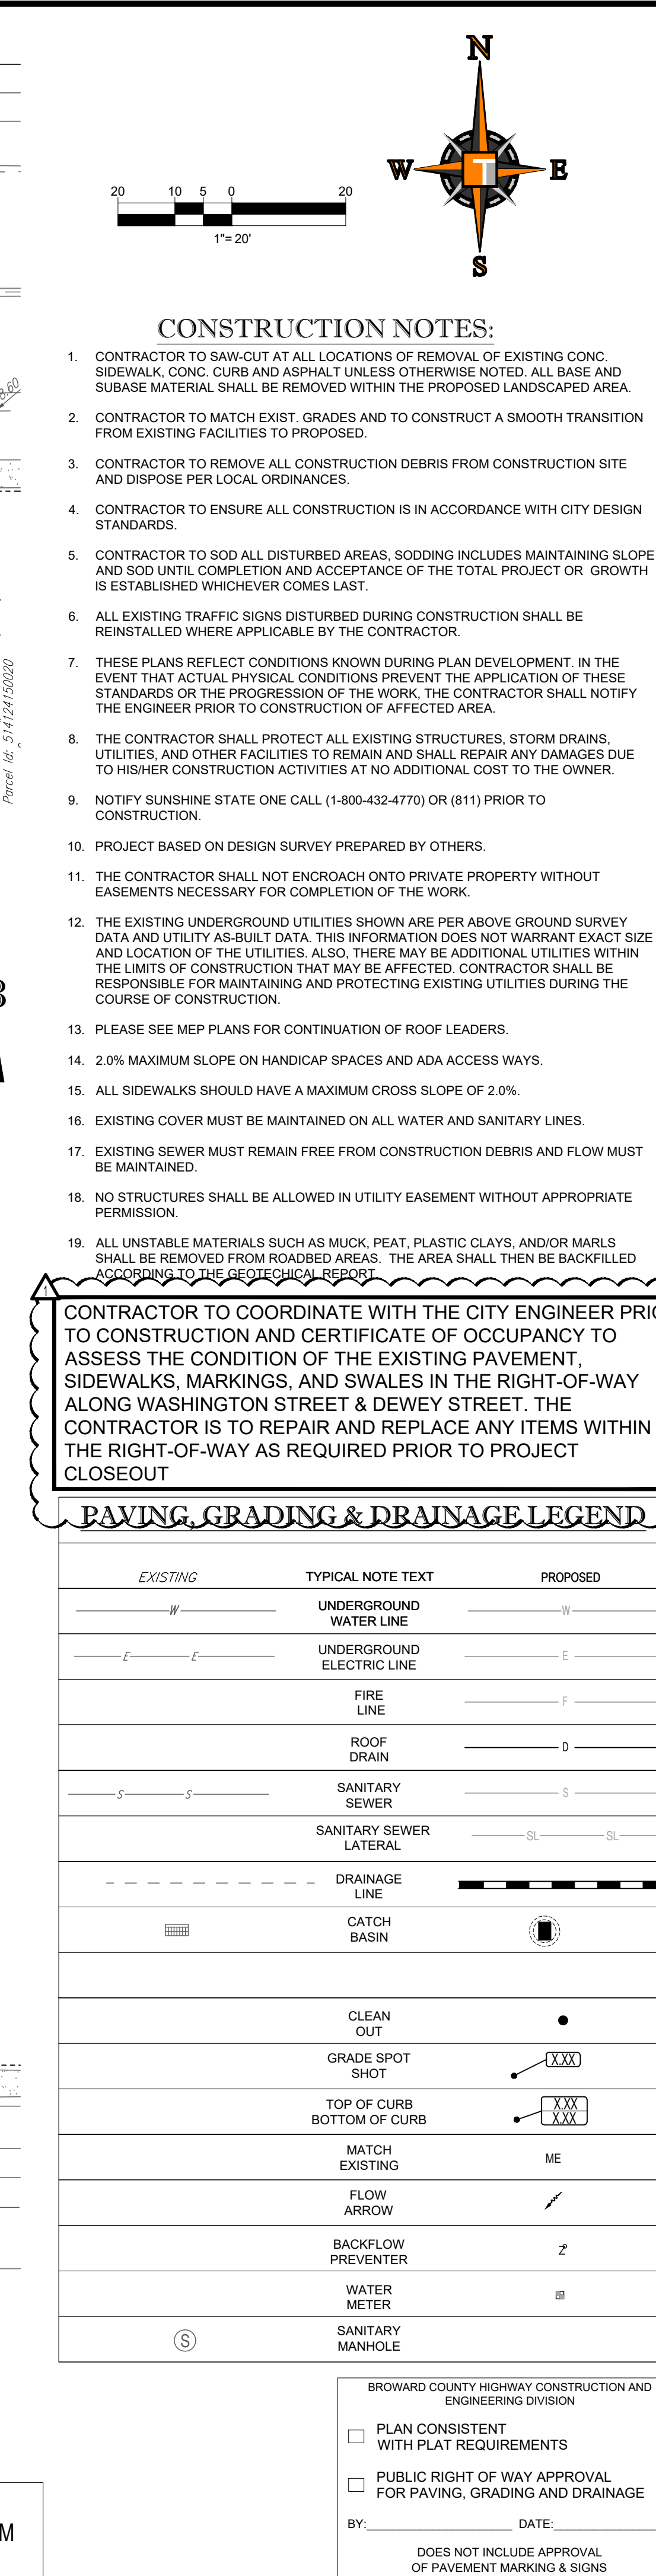 N
W E
S
20 10 5 0 20
1"= 20'
CONSTRUCTION NOTES:
1. CONTRACTOR TO SAW-CUT AT ALL LOCATIONS OF REMOVAL OF EXISTING CONC.
SIDEWALK, CONC. CURB AND ASPHALT UNLESS OTHERWISE NOTED. ALL BASE AND
SUBASE MATERIAL SHALL BE REMOVED WITHIN THE PROPOSED LANDSCAPED AREA.
2. CONTRACTOR TO MATCH EXIST. GRADES AND TO CONSTRUCT A SMOOTH TRANSITION
FROM EXISTING FACILITIES TO PROPOSED.
3. CONTRACTOR TO REMOVE ALL CONSTRUCTION DEBRIS FROM CONSTRUCTION SITE
AND DISPOSE PER LOCAL ORDINANCES.
4. CONTRACTOR TO ENSURE ALL CONSTRUCTION IS IN ACCORDANCE WITH CITY DESIGN
STANDARDS.
5. CONTRACTOR TO SOD ALL DISTURBED AREAS, SODDING INCLUDES MAINTAINING SLOPE
AND SOD UNTIL COMPLETION AND ACCEPTANCE OF THE TOTAL PROJECT OR GROWTH
IS ESTABLISHED WHICHEVER COMES LAST.
6. ALL EXISTING TRAFFIC SIGNS DISTURBED DURING CONSTRUCTION SHALL BE
REINSTALLED WHERE APPLICABLE BY THE CONTRACTOR.
7. THESE PLANS REFLECT CONDITIONS KNOWN DURING PLAN DEVELOPMENT. IN THE
EVENT THAT ACTUAL PHYSICAL CONDITIONS PREVENT THE APPLICATION OF THESE
STANDARDS OR THE PROGRESSION OF THE WORK, THE CONTRACTOR SHALL NOTIFY
THE ENGINEER PRIOR TO CONSTRUCTION OF AFFECTED AREA.
8. THE CONTRACTOR SHALL PROTECT ALL EXISTING STRUCTURES, STORM DRAINS,
UTILITIES, AND OTHER FACILITIES TO REMAIN AND SHALL REPAIR ANY DAMAGES DUE
TO HIS/HER CONSTRUCTION ACTIVITIES AT NO ADDITIONAL COST TO THE OWNER.
9. NOTIFY SUNSHINE STATE ONE CALL (1-800-432-4770) OR (811) PRIOR TO
CONSTRUCTION.
10. PROJECT BASED ON DESIGN SURVEY PREPARED BY OTHERS.
11. THE CONTRACTOR SHALL NOT ENCROACH ONTO PRIVATE PROPERTY WITHOUT
EASEMENTS NECESSARY FOR COMPLETION OF THE WORK.
12. THE EXISTING UNDERGROUND UTILITIES SHOWN ARE PER ABOVE GROUND SURVEY
DATA AND UTILITY AS-BUILT DATA. THIS INFORMATION DOES NOT WARRANT EXACT SIZE
AND LOCATION OF THE UTILITIES. ALSO, THERE MAY BE ADDITIONAL UTILITIES WITHIN
THE LIMITS OF CONSTRUCTION THAT MAY BE AFFECTED. CONTRACTOR SHALL BE
RESPONSIBLE FOR MAINTAINING AND PROTECTING EXISTING UTILITIES DURING THE
COURSE OF CONSTRUCTION.
13. PLEASE SEE MEP PLANS FOR CONTINUATION OF ROOF LEADERS.
14. 2.0% MAXIMUM SLOPE ON HANDICAP SPACES AND ADA ACCESS WAYS.
15. ALL SIDEWALKS SHOULD HAVE A MAXIMUM CROSS SLOPE OF 2.0%.
16. EXISTING COVER MUST BE MAINTAINED ON ALL WATER AND SANITARY LINES.
17. EXISTING SEWER MUST REMAIN FREE FROM CONSTRUCTION DEBRIS AND FLOW MUST
BE MAINTAINED.
18. NO STRUCTURES SHALL BE ALLOWED IN UTILITY EASEMENT WITHOUT APPROPRIATE
PERMISSION.
19. ALL UNSTABLE MATERIALS SUCH AS MUCK, PEAT, PLASTIC CLAYS, AND/OR MARLS
SHALL BE REMOVED FROM ROADBED AREAS. THE AREA SHALL THEN BE BACKFILLED
ACCORDING TO THE GEOTECHICAL REPORT.
Parcel Id: 514124150020
8.60
1
CONTRACTOR TO COORDINATE WITH THE CITY ENGINEER PRIO
TO CONSTRUCTION AND CERTIFICATE OF OCCUPANCY TO
ASSESS THE CONDITION OF THE EXISTING PAVEMENT,
SIDEWALKS, MARKINGS, AND SWALES IN THE RIGHT-OF-WAY
ALONG WASHINGTON STREET & DEWEY STREET. THE
CONTRACTOR IS TO REPAIR AND REPLACE ANY ITEMS WITHIN
THE RIGHT-OF-WAY AS REQUIRED PRIOR TO PROJECT
CLOSEOUT
PAVING, GRADING & DRAINAGE LEGEND
EXISTING TYPICAL NOTE TEXT PROPOSED
W UNDERGROUND W
WATER LINE
E E UNDERGROUND E
ELECTRIC LINE
FIRE F
LINE
ROOF D
DRAIN
S S SANITARY S
SEWER
SANITARY SEWER SL SL
LATERAL
DRAINAGE
LINE
CATCH
BASIN
CLEAN
OUT
GRADE SPOT X.XX
SHOT
TOP OF CURB X.XX
BOTTOM OF CURB X.XX
MATCH ME
EXISTING
FLOW
ARROW
BACKFLOW
PREVENTER
WATER
METER
S SANITARY
MANHOLE
BROWARD COUNTY HIGHWAY CONSTRUCTION AND
ENGINEERING DIVISION
PLAN CONSISTENT
WITH PLAT REQUIREMENTS
PUBLIC RIGHT OF WAY APPROVAL
FOR PAVING, GRADING AND DRAINAGE
BY: DATE:
DOES NOT INCLUDE APPROVAL
OF PAVEMENT MARKING & SIGNS
M